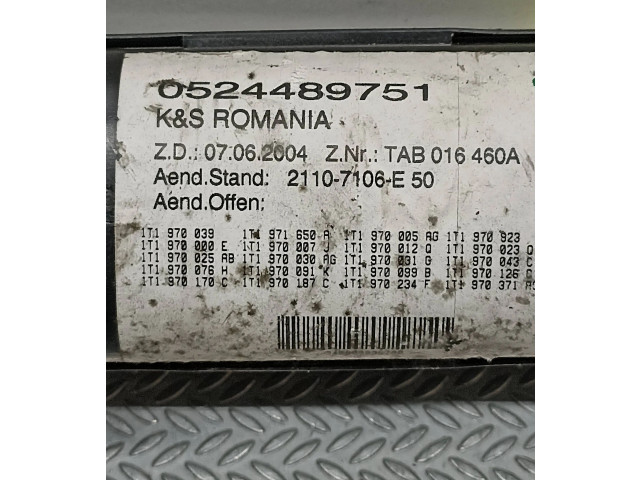 0524489751
K&S ROMANIA
Z.D.: 07.06.2004 Z.Nr.: TAB 016 460A
Aend.Stand: 2110-7106-E 50
Aend.Offen:
1T1 970 039 1T1 971 650 A 1T1 970 005 AG 1T1 970 923
1T1 970 000 E 1T1 970 007 J 1T1 970 012 Q 1T1 970 023 Q
1T1 970 025 AB 1T1 970 030 AG 1T1 970 031 G 1T1 970 043 C
1T1 970 076 H 1T1 970 091 K 1T1 970 099 B 1T1 970 126 C
1T1 970 170 C 1T1 970 187 C 1T1 970 234 F 1T1 970 371